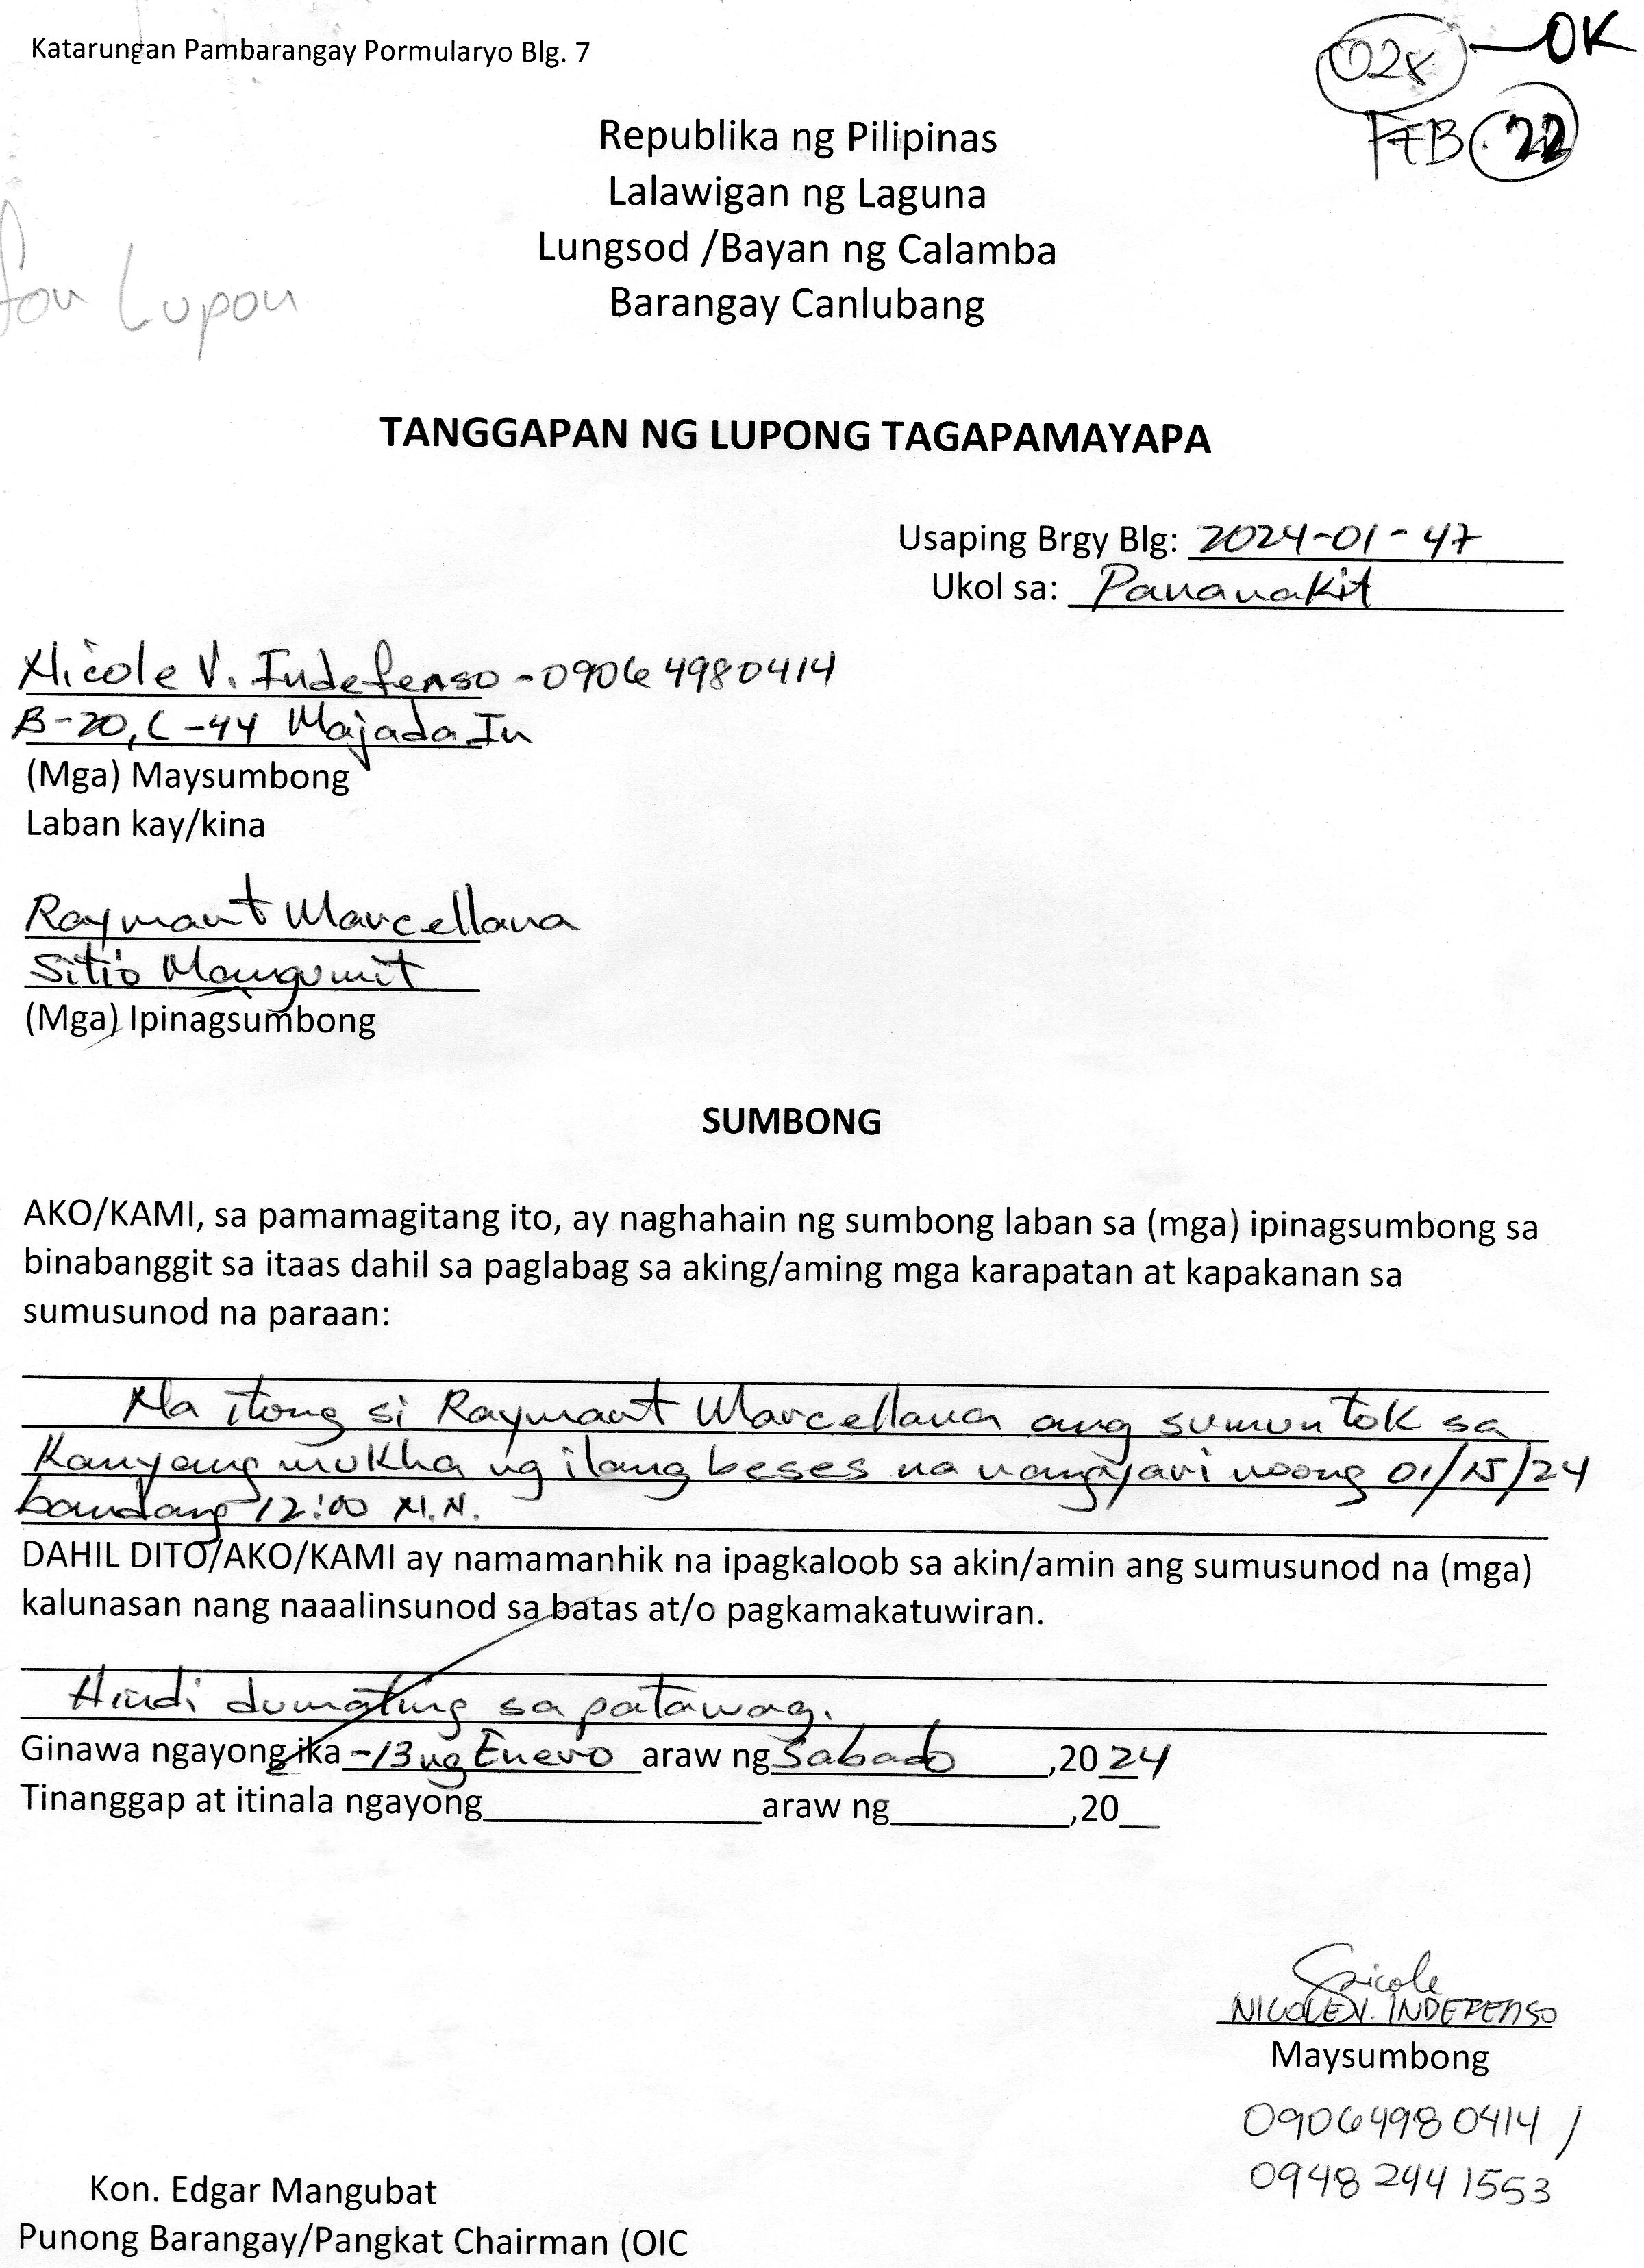 Katarungan Pambarangay Pormularyo Blg. 7
02x — OK
FEB 22
Republika ng Pilipinas
Lalawigan ng Laguna
Lungsod /Bayan ng Calamba
Barangay Canlubang
for Lupon
TANGGAPAN NG LUPONG TAGAPAMAYAPA
Usaping Brgy Blg: 2024-01-47
Ukol sa: Pananakit
Nicole V. Indefenso - 09064980414
B-20, L-44 Majada In
(Mga) Maysumbong
Laban kay/kina
Raymart Marcellana
Sitio Mangumit
(Mga) Ipinagsumbong
SUMBONG
AKO/KAMI, sa pamamagitang ito, ay naghahain ng sumbong laban sa (mga) ipinagsumbong sa
binabanggit sa itaas dahil sa paglabag sa aking/aming mga karapatan at kapakanan sa
sumusunod na paraan:
Na itong si Raymart Marcellana ang sumuntok sa
Kanyang mukha ng ilang beses na nangyari noong 01/15/24
bandang 12:00 M.N.
DAHIL DITO/AKO/KAMI ay namamanhik na ipagkaloob sa akin/amin ang sumusunod na (mga)
kalunasan nang naaalinsunod sa batas at/o pagkamakatuwiran.
Hindi dumating sa patawag.
Ginawa ngayong ika -13 ng Enero araw ng Sabado ,2024
Tinanggap at itinala ngayong____________araw ng________,20__
Nicole
NICOLE V. INDEFENSO
Maysumbong
09064980414 /
0948 244 1553
Kon. Edgar Mangubat
Punong Barangay/Pangkat Chairman (OIC